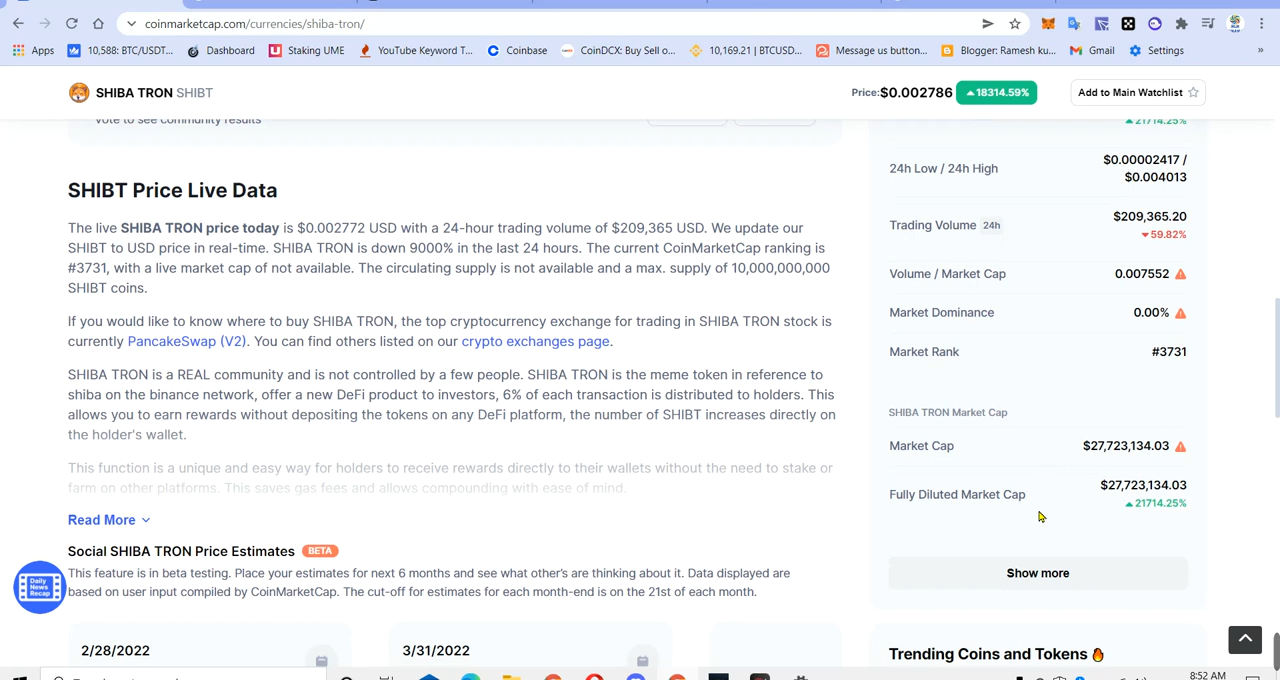 coinmarketcap.com/currencies/shiba-tron/
Apps 10,588: BTC/USDT... Dashboard Staking UME YouTube Keyword T... Coinbase CoinDCX: Buy Sell o... 10,169.21 | BTCUSD... Message us button... Blogger: Ramesh ku... Gmail Settings »
SHIBA TRON SHIBT
Price: $0.002786 18314.59% Add to Main Watchlist
Vote to see community results
SHIBT Price Live Data
The live SHIBA TRON price today is $0.002772 USD with a 24-hour trading volume of $209,365 USD. We update our
SHIBT to USD price in real-time. SHIBA TRON is down 9000% in the last 24 hours. The current CoinMarketCap ranking is
#3731, with a live market cap of not available. The circulating supply is not available and a max. supply of 10,000,000,000
SHIBT coins.
If you would like to know where to buy SHIBA TRON, the top cryptocurrency exchange for trading in SHIBA TRON stock is
currently PancakeSwap (V2). You can find others listed on our crypto exchanges page.
SHIBA TRON is a REAL community and is not controlled by a few people. SHIBA TRON is the meme token in reference to
shiba on the binance network, offer a new DeFi product to investors, 6% of each transaction is distributed to holders. This
allows you to earn rewards without depositing the tokens on any DeFi platform, the number of SHIBT increases directly on
the holder's wallet.
This function is a unique and easy way for holders to receive rewards directly to their wallets without the need to stake or
farm on other platforms. This saves gas fees and allows compounding with ease of mind.
Read More
Social SHIBA TRON Price Estimates BETA
This feature is in beta testing. Place your estimates for next 6 months and see what other's are thinking about it. Data displayed are
based on user input compiled by CoinMarketCap. The cut-off for estimates for each month-end is on the 21st of each month.
Daily
News
Recap
2/28/2022
3/31/2022
21714.25%
24h Low / 24h High $0.00002417 /
$0.004013
Trading Volume 24h $209,365.20
59.82%
Volume / Market Cap 0.007552
Market Dominance 0.00%
Market Rank #3731
SHIBA TRON Market Cap
Market Cap $27,723,134.03
Fully Diluted Market Cap $27,723,134.03
21714.25%
Show more
Trending Coins and Tokens
8:52 AM